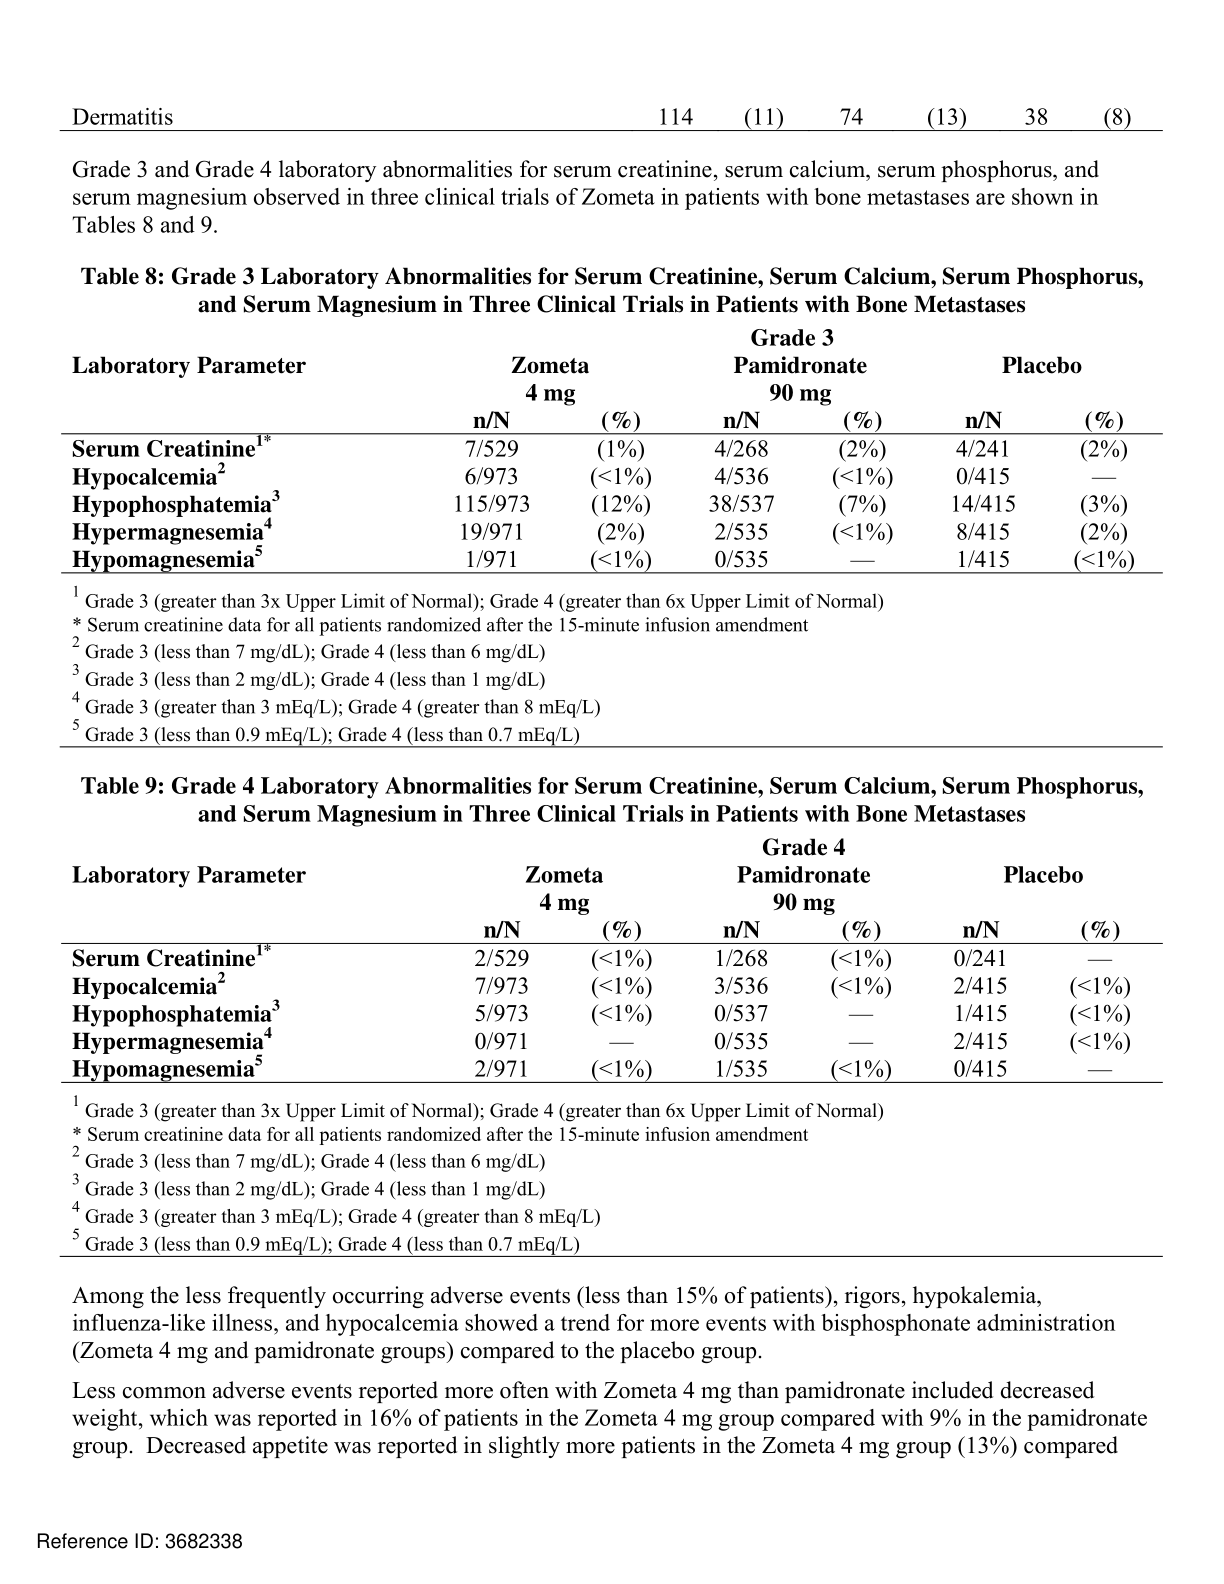 Dermatitis 114 (11) 74 (13) 38 (8)
Grade 3 and Grade 4 laboratory abnormalities for serum creatinine, serum calcium, serum phosphorus, and
serum magnesium observed in three clinical trials of Zometa in patients with bone metastases are shown in
Tables 8 and 9.
Table 8: Grade 3 Laboratory Abnormalities for Serum Creatinine, Serum Calcium, Serum Phosphorus,
and Serum Magnesium in Three Clinical Trials in Patients with Bone Metastases
Grade 3
Laboratory Parameter Zometa Pamidronate Placebo
4 mg 90 mg
n/N (%) n/N (%) n/N (%)
Serum Creatinine1* 7/529 (1%) 4/268 (2%) 4/241 (2%)
Hypocalcemia2 6/973 (<1%) 4/536 (<1%) 0/415 —
Hypophosphatemia3 115/973 (12%) 38/537 (7%) 14/415 (3%)
Hypermagnesemia4 19/971 (2%) 2/535 (<1%) 8/415 (2%)
Hypomagnesemia5 1/971 (<1%) 0/535 — 1/415 (<1%)
1 Grade 3 (greater than 3x Upper Limit of Normal); Grade 4 (greater than 6x Upper Limit of Normal)
* Serum creatinine data for all patients randomized after the 15-minute infusion amendment
2 Grade 3 (less than 7 mg/dL); Grade 4 (less than 6 mg/dL)
3 Grade 3 (less than 2 mg/dL); Grade 4 (less than 1 mg/dL)
4 Grade 3 (greater than 3 mEq/L); Grade 4 (greater than 8 mEq/L)
5 Grade 3 (less than 0.9 mEq/L); Grade 4 (less than 0.7 mEq/L)
Table 9: Grade 4 Laboratory Abnormalities for Serum Creatinine, Serum Calcium, Serum Phosphorus,
and Serum Magnesium in Three Clinical Trials in Patients with Bone Metastases
Grade 4
Laboratory Parameter Zometa Pamidronate Placebo
4 mg 90 mg
n/N (%) n/N (%) n/N (%)
Serum Creatinine1* 2/529 (<1%) 1/268 (<1%) 0/241 —
Hypocalcemia2 7/973 (<1%) 3/536 (<1%) 2/415 (<1%)
Hypophosphatemia3 5/973 (<1%) 0/537 — 1/415 (<1%)
Hypermagnesemia4 0/971 — 0/535 — 2/415 (<1%)
Hypomagnesemia5 2/971 (<1%) 1/535 (<1%) 0/415 —
1 Grade 3 (greater than 3x Upper Limit of Normal); Grade 4 (greater than 6x Upper Limit of Normal)
* Serum creatinine data for all patients randomized after the 15-minute infusion amendment
2 Grade 3 (less than 7 mg/dL); Grade 4 (less than 6 mg/dL)
3 Grade 3 (less than 2 mg/dL); Grade 4 (less than 1 mg/dL)
4 Grade 3 (greater than 3 mEq/L); Grade 4 (greater than 8 mEq/L)
5 Grade 3 (less than 0.9 mEq/L); Grade 4 (less than 0.7 mEq/L)
Among the less frequently occurring adverse events (less than 15% of patients), rigors, hypokalemia,
influenza-like illness, and hypocalcemia showed a trend for more events with bisphosphonate administration
(Zometa 4 mg and pamidronate groups) compared to the placebo group.
Less common adverse events reported more often with Zometa 4 mg than pamidronate included decreased
weight, which was reported in 16% of patients in the Zometa 4 mg group compared with 9% in the pamidronate
group. Decreased appetite was reported in slightly more patients in the Zometa 4 mg group (13%) compared
Reference ID: 3682338